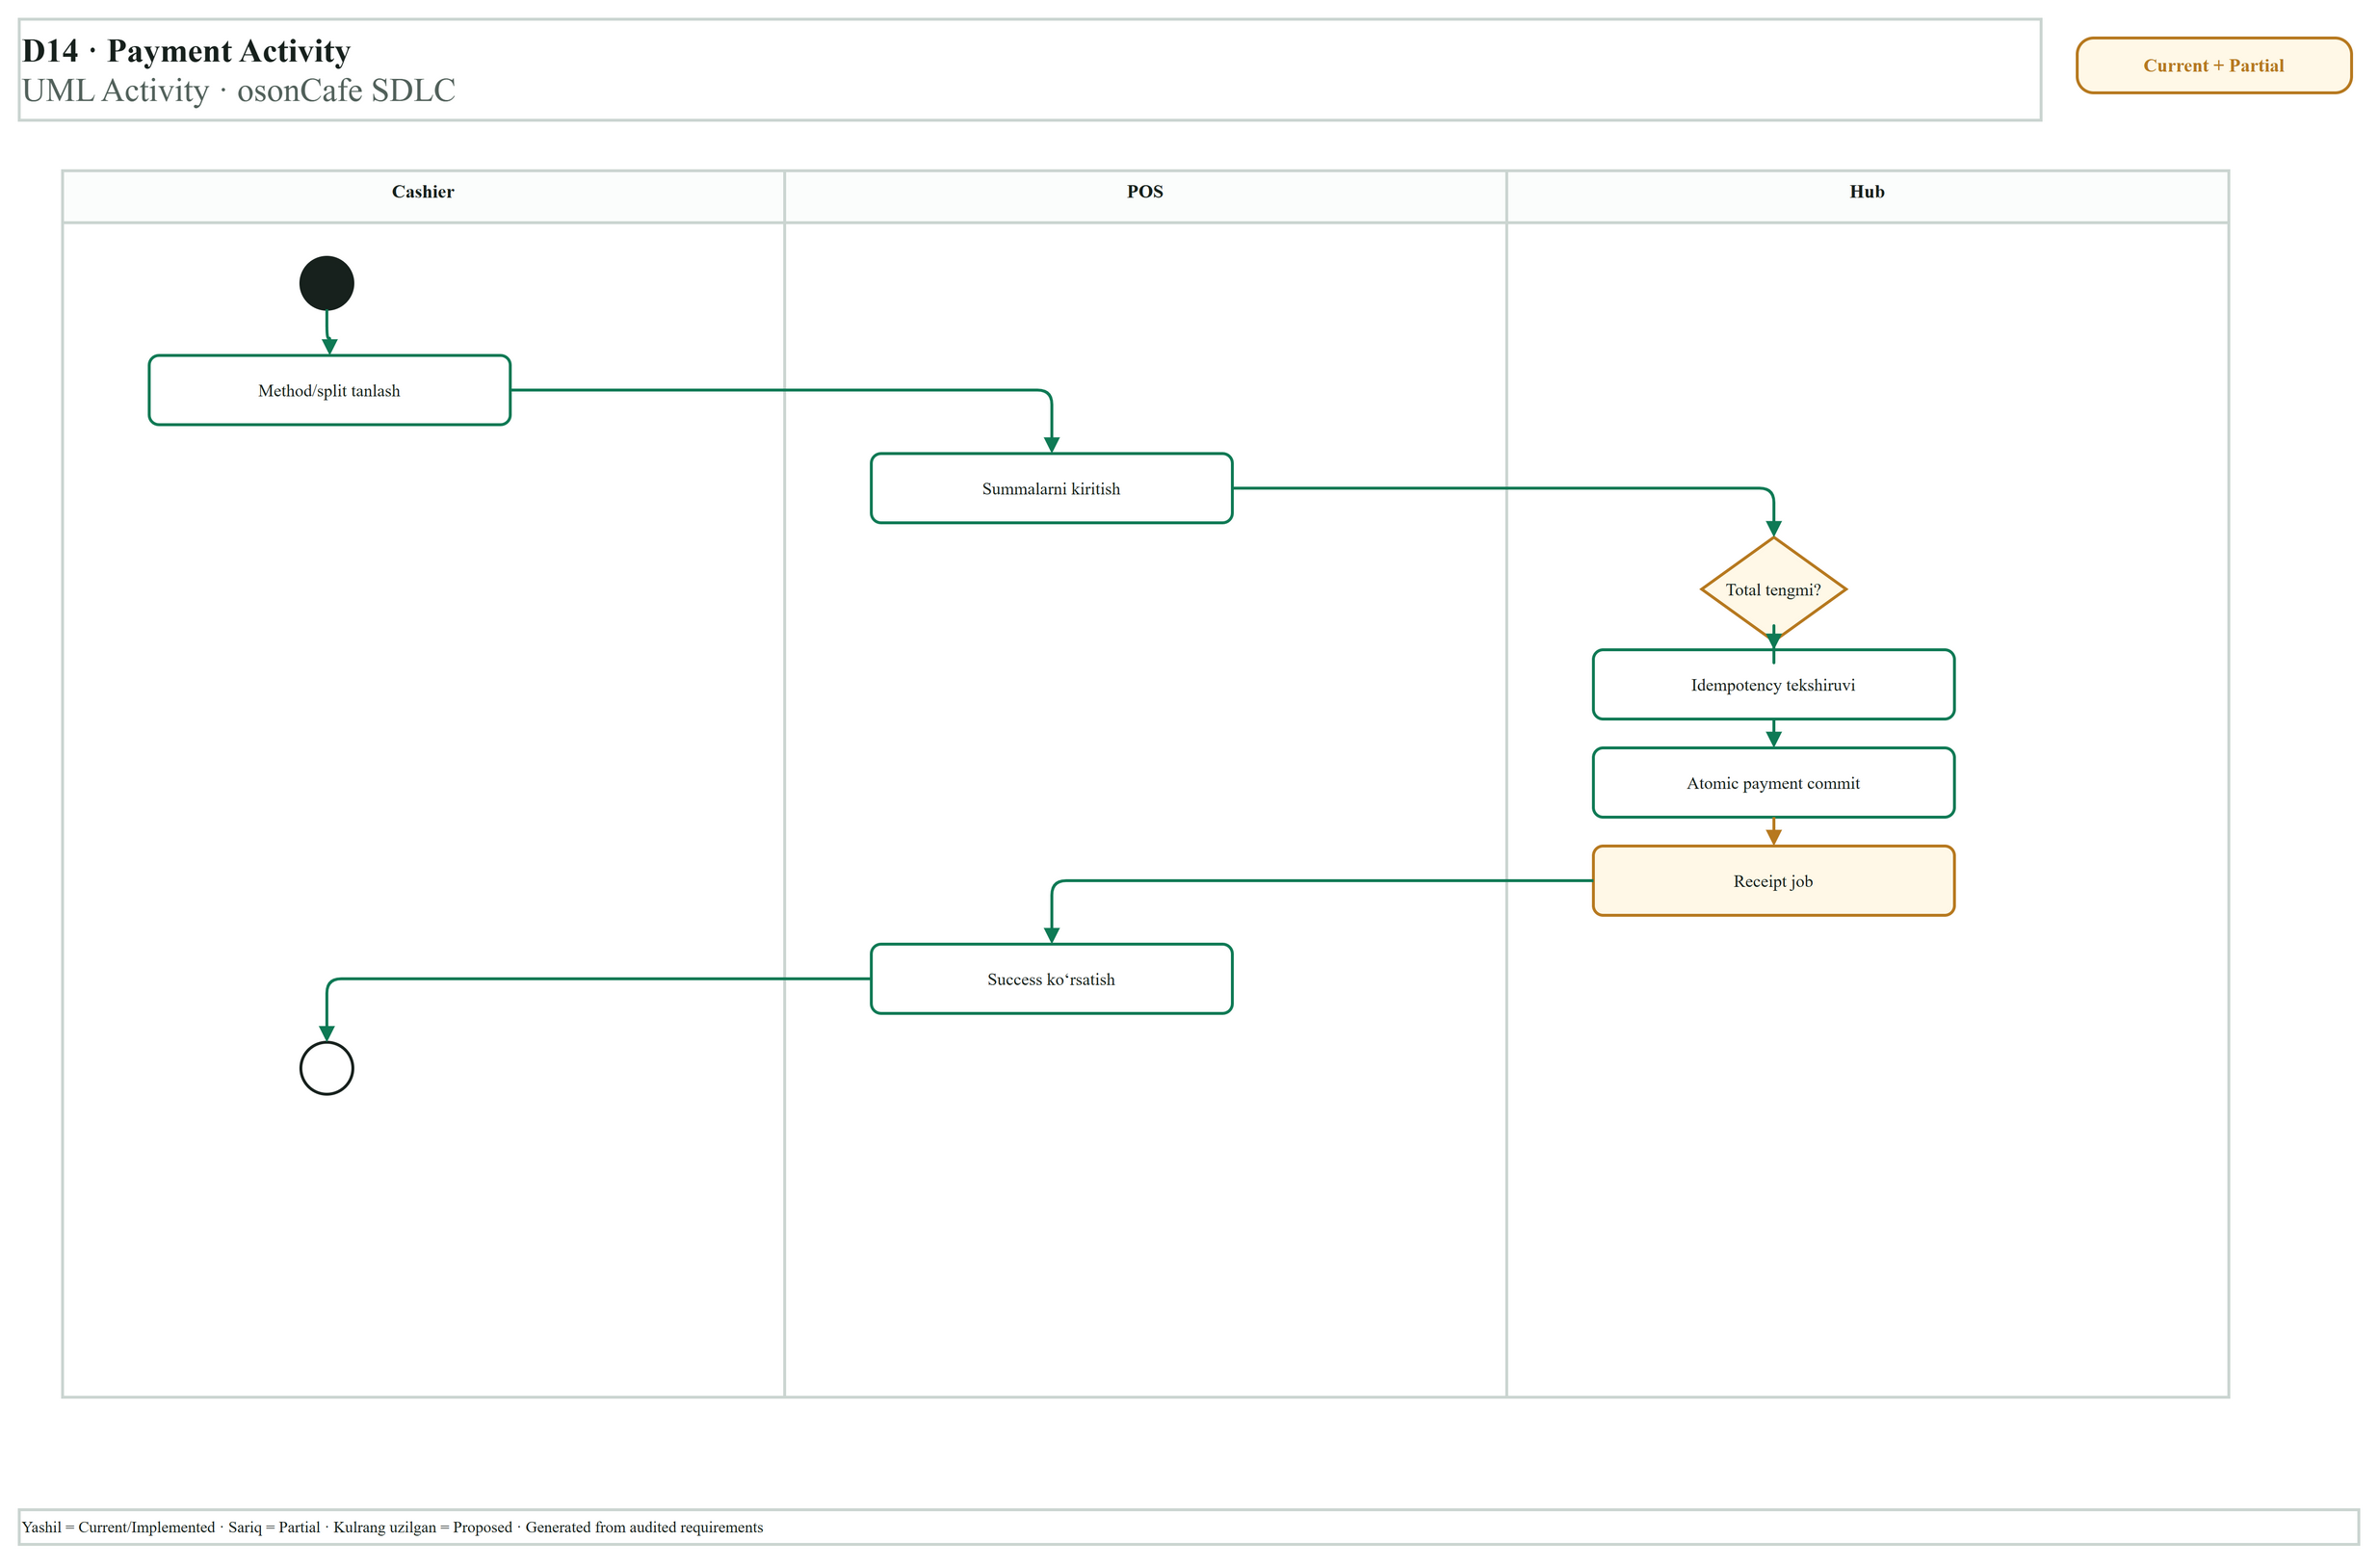 D14 · Payment Activity
UML Activity · osonCafe SDLC
Current + Partial
Cashier
POS
Hub
Method/split tanlash
Summalarni kiritish
Total tengmi?
Idempotency tekshiruvi
Atomic payment commit
Receipt job
Success ko‘rsatish
Yashil = Current/Implemented · Sariq = Partial · Kulrang uzilgan = Proposed · Generated from audited requirements